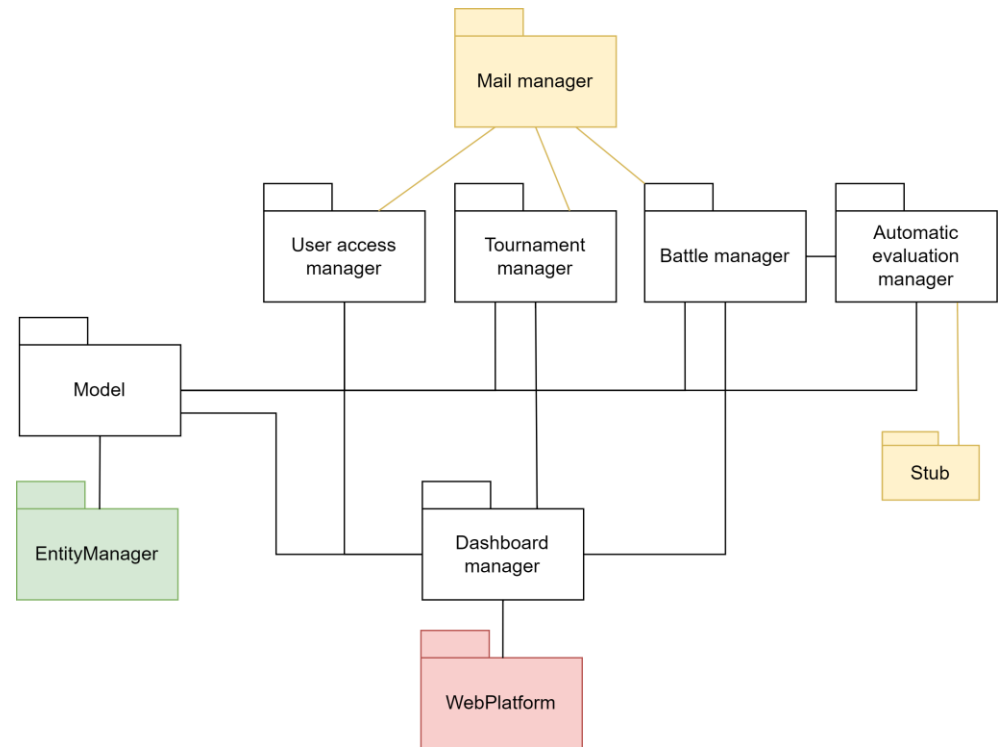 Mail manager
User access
manager
Tournament
manager
Battle manager
Automatic
evaluation
manager
Model
Stub
EntityManager
Dashboard
manager
WebPlatform